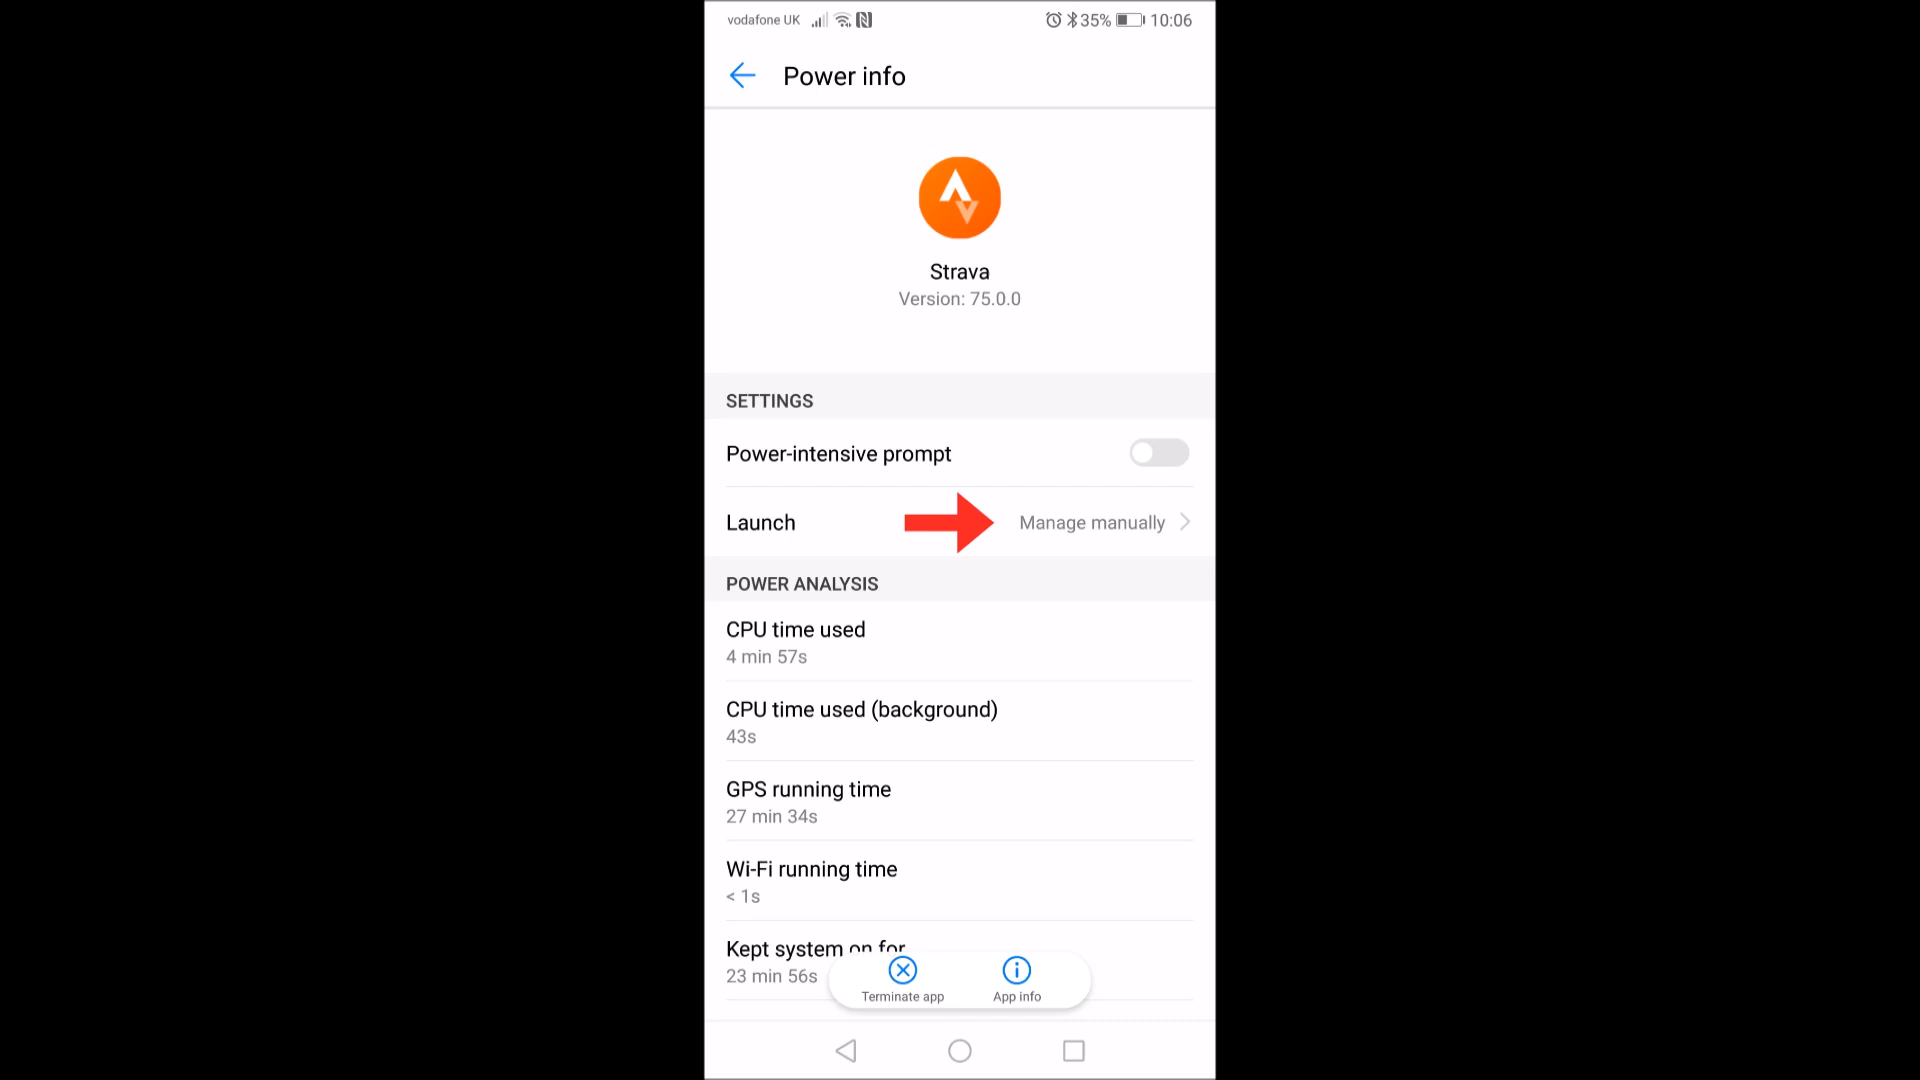 vodafone UK 35% 10:06
Power info
Strava
Version: 75.0.0
SETTINGS
Power-intensive prompt
Launch Manage manually
POWER ANALYSIS
CPU time used
4 min 57s
CPU time used (background)
43s
GPS running time
27 min 34s
Wi-Fi running time
< 1s
Kept system on for
23 min 56s
Terminate app App info